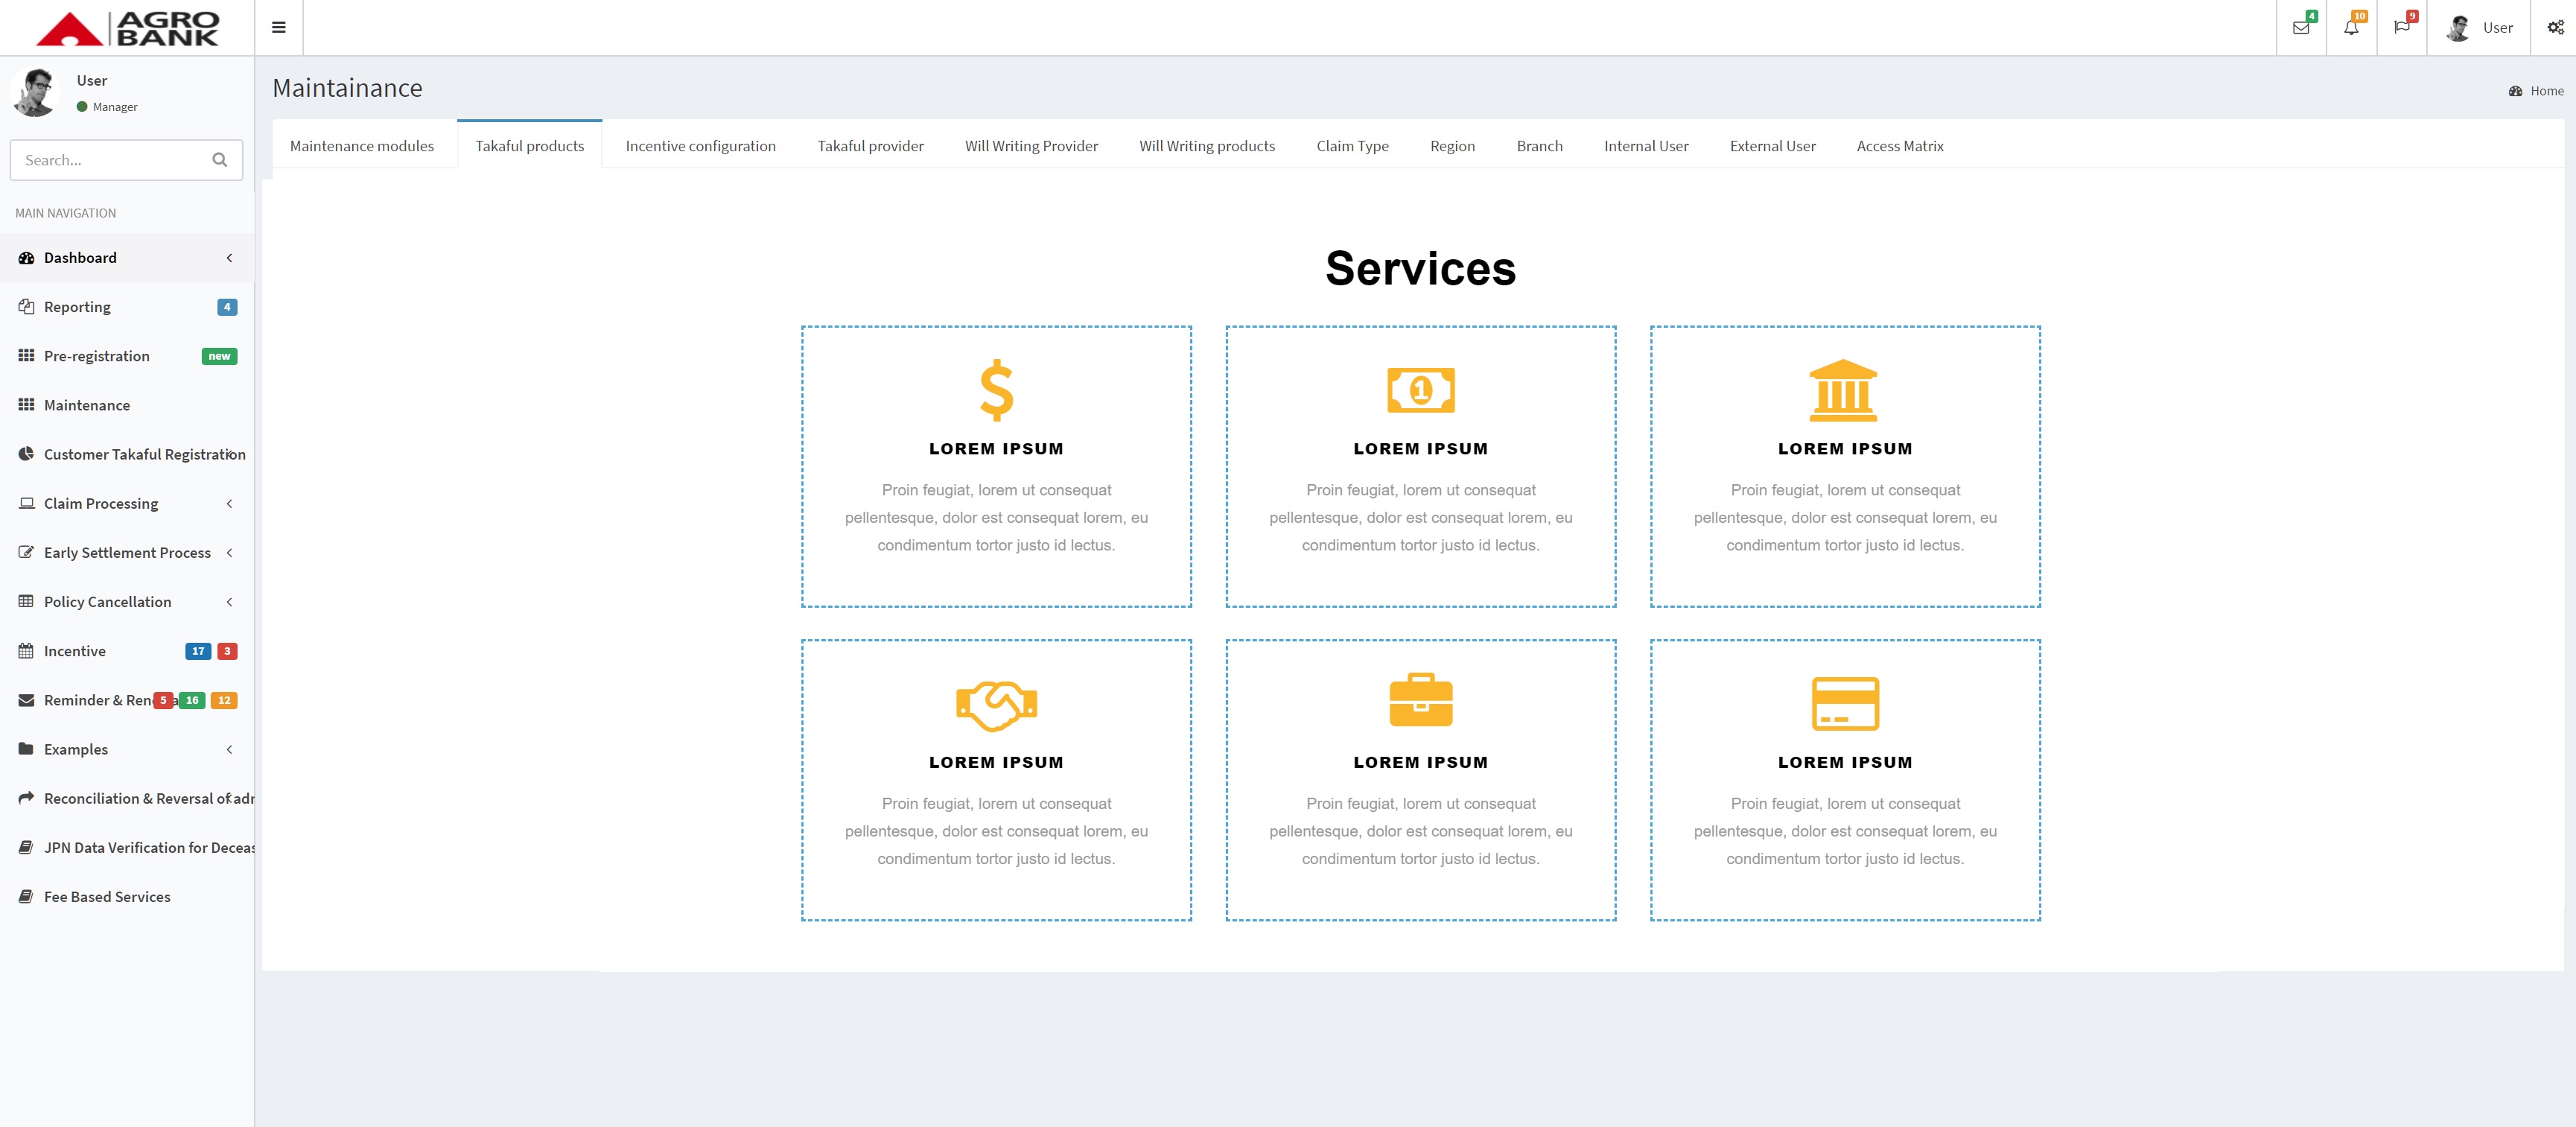 AGRO
BANK
4
10
9
User
User
Manager
Maintainance
Home
Search...
Maintenance modules
Takaful products
Incentive configuration
Takaful provider
Will Writing Provider
Will Writing products
Claim Type
Region
Branch
Internal User
External User
Access Matrix
MAIN NAVIGATION
Dashboard
Reporting 4
Pre-registration new
Maintenance
Customer Takaful Registration
Claim Processing
Early Settlement Process
Policy Cancellation
Incentive 17 3
Reminder & 5 16 12
Examples
Reconciliation & Reversal of
JPN Data Verification for
Fee Based Services
Services
1
LOREM IPSUM
Proin feugiat, lorem ut consequat
pellentesque, dolor est consequat lorem, eu
condimentum tortor justo id lectus.
LOREM IPSUM
Proin feugiat, lorem ut consequat
pellentesque, dolor est consequat lorem, eu
condimentum tortor justo id lectus.
LOREM IPSUM
Proin feugiat, lorem ut consequat
pellentesque, dolor est consequat lorem, eu
condimentum tortor justo id lectus.
LOREM IPSUM
Proin feugiat, lorem ut consequat
pellentesque, dolor est consequat lorem, eu
condimentum tortor justo id lectus.
LOREM IPSUM
Proin feugiat, lorem ut consequat
pellentesque, dolor est consequat lorem, eu
condimentum tortor justo id lectus.
LOREM IPSUM
Proin feugiat, lorem ut consequat
pellentesque, dolor est consequat lorem, eu
condimentum tortor justo id lectus.